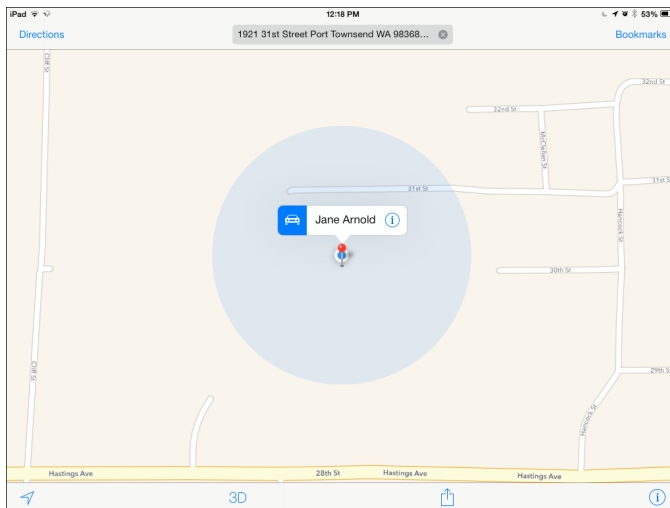 iPad 12:18 PM 53%
Directions 1921 31st Street Port Townsend WA 98368... Bookmarks
Cliff St
32nd St
32nd St
McClellan St
31st S
31st St
Jane Arnold i
Hancock St
30th St
Cliff St
29th S
Hancock St
Hastings Ave 28th St Hastings Ave Hastings Ave
3D i